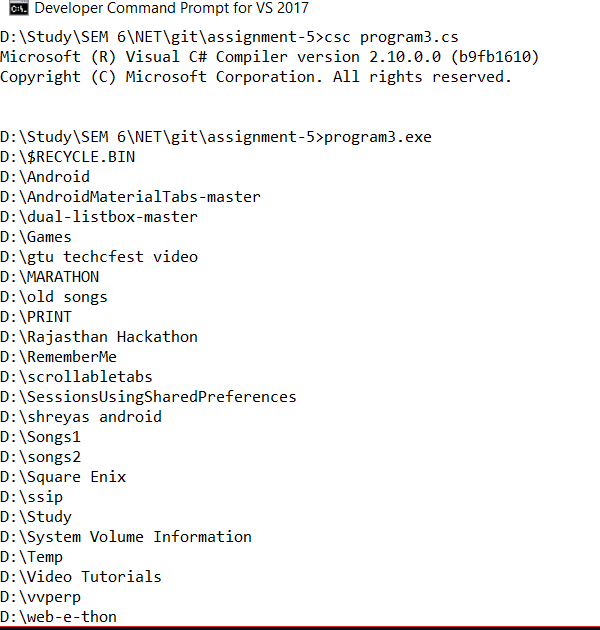 Developer Command Prompt for VS 2017
D:\Study\SEM 6\NET\git\assignment-5>csc program3.cs
Microsoft (R) Visual C# Compiler version 2.10.0.0 (b9fb1610)
Copyright (C) Microsoft Corporation. All rights reserved.
D:\Study\SEM 6\NET\git\assignment-5>program3.exe
D:\$RECYCLE.BIN
D:\Android
D:\AndroidMaterialTabs-master
D:\dual-listbox-master
D:\Games
D:\gtu techcfest video
D:\MARATHON
D:\old songs
D:\PRINT
D:\Rajasthan Hackathon
D:\RememberMe
D:\scrollabletabs
D:\SessionsUsingSharedPreferences
D:\shreyas android
D:\Songs1
D:\songs2
D:\Square Enix
D:\ssip
D:\Study
D:\System Volume Information
D:\Temp
D:\Video Tutorials
D:\vvperp
D:\web-e-thon